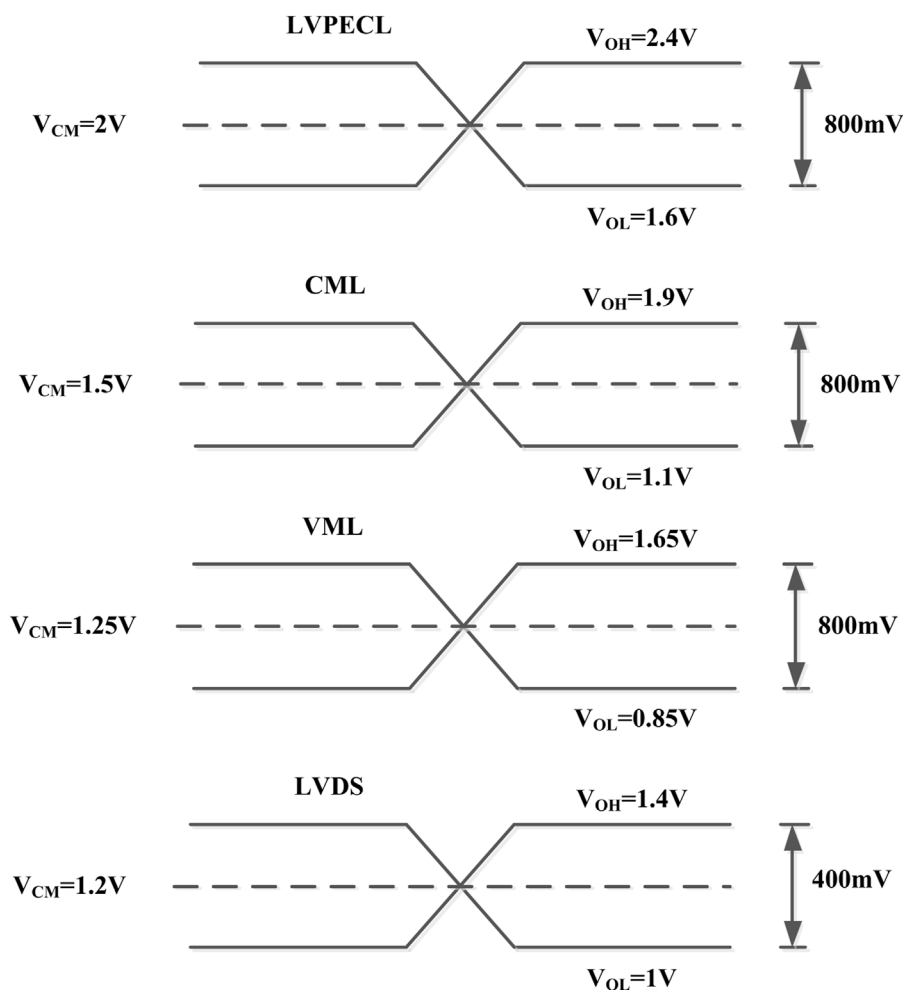 LVPECL
V_OH=2.4V
V_CM=2V
800mV
V_OL=1.6V
CML
V_OH=1.9V
V_CM=1.5V
800mV
V_OL=1.1V
VML
V_OH=1.65V
V_CM=1.25V
800mV
V_OL=0.85V
LVDS
V_OH=1.4V
V_CM=1.2V
400mV
V_OL=1V